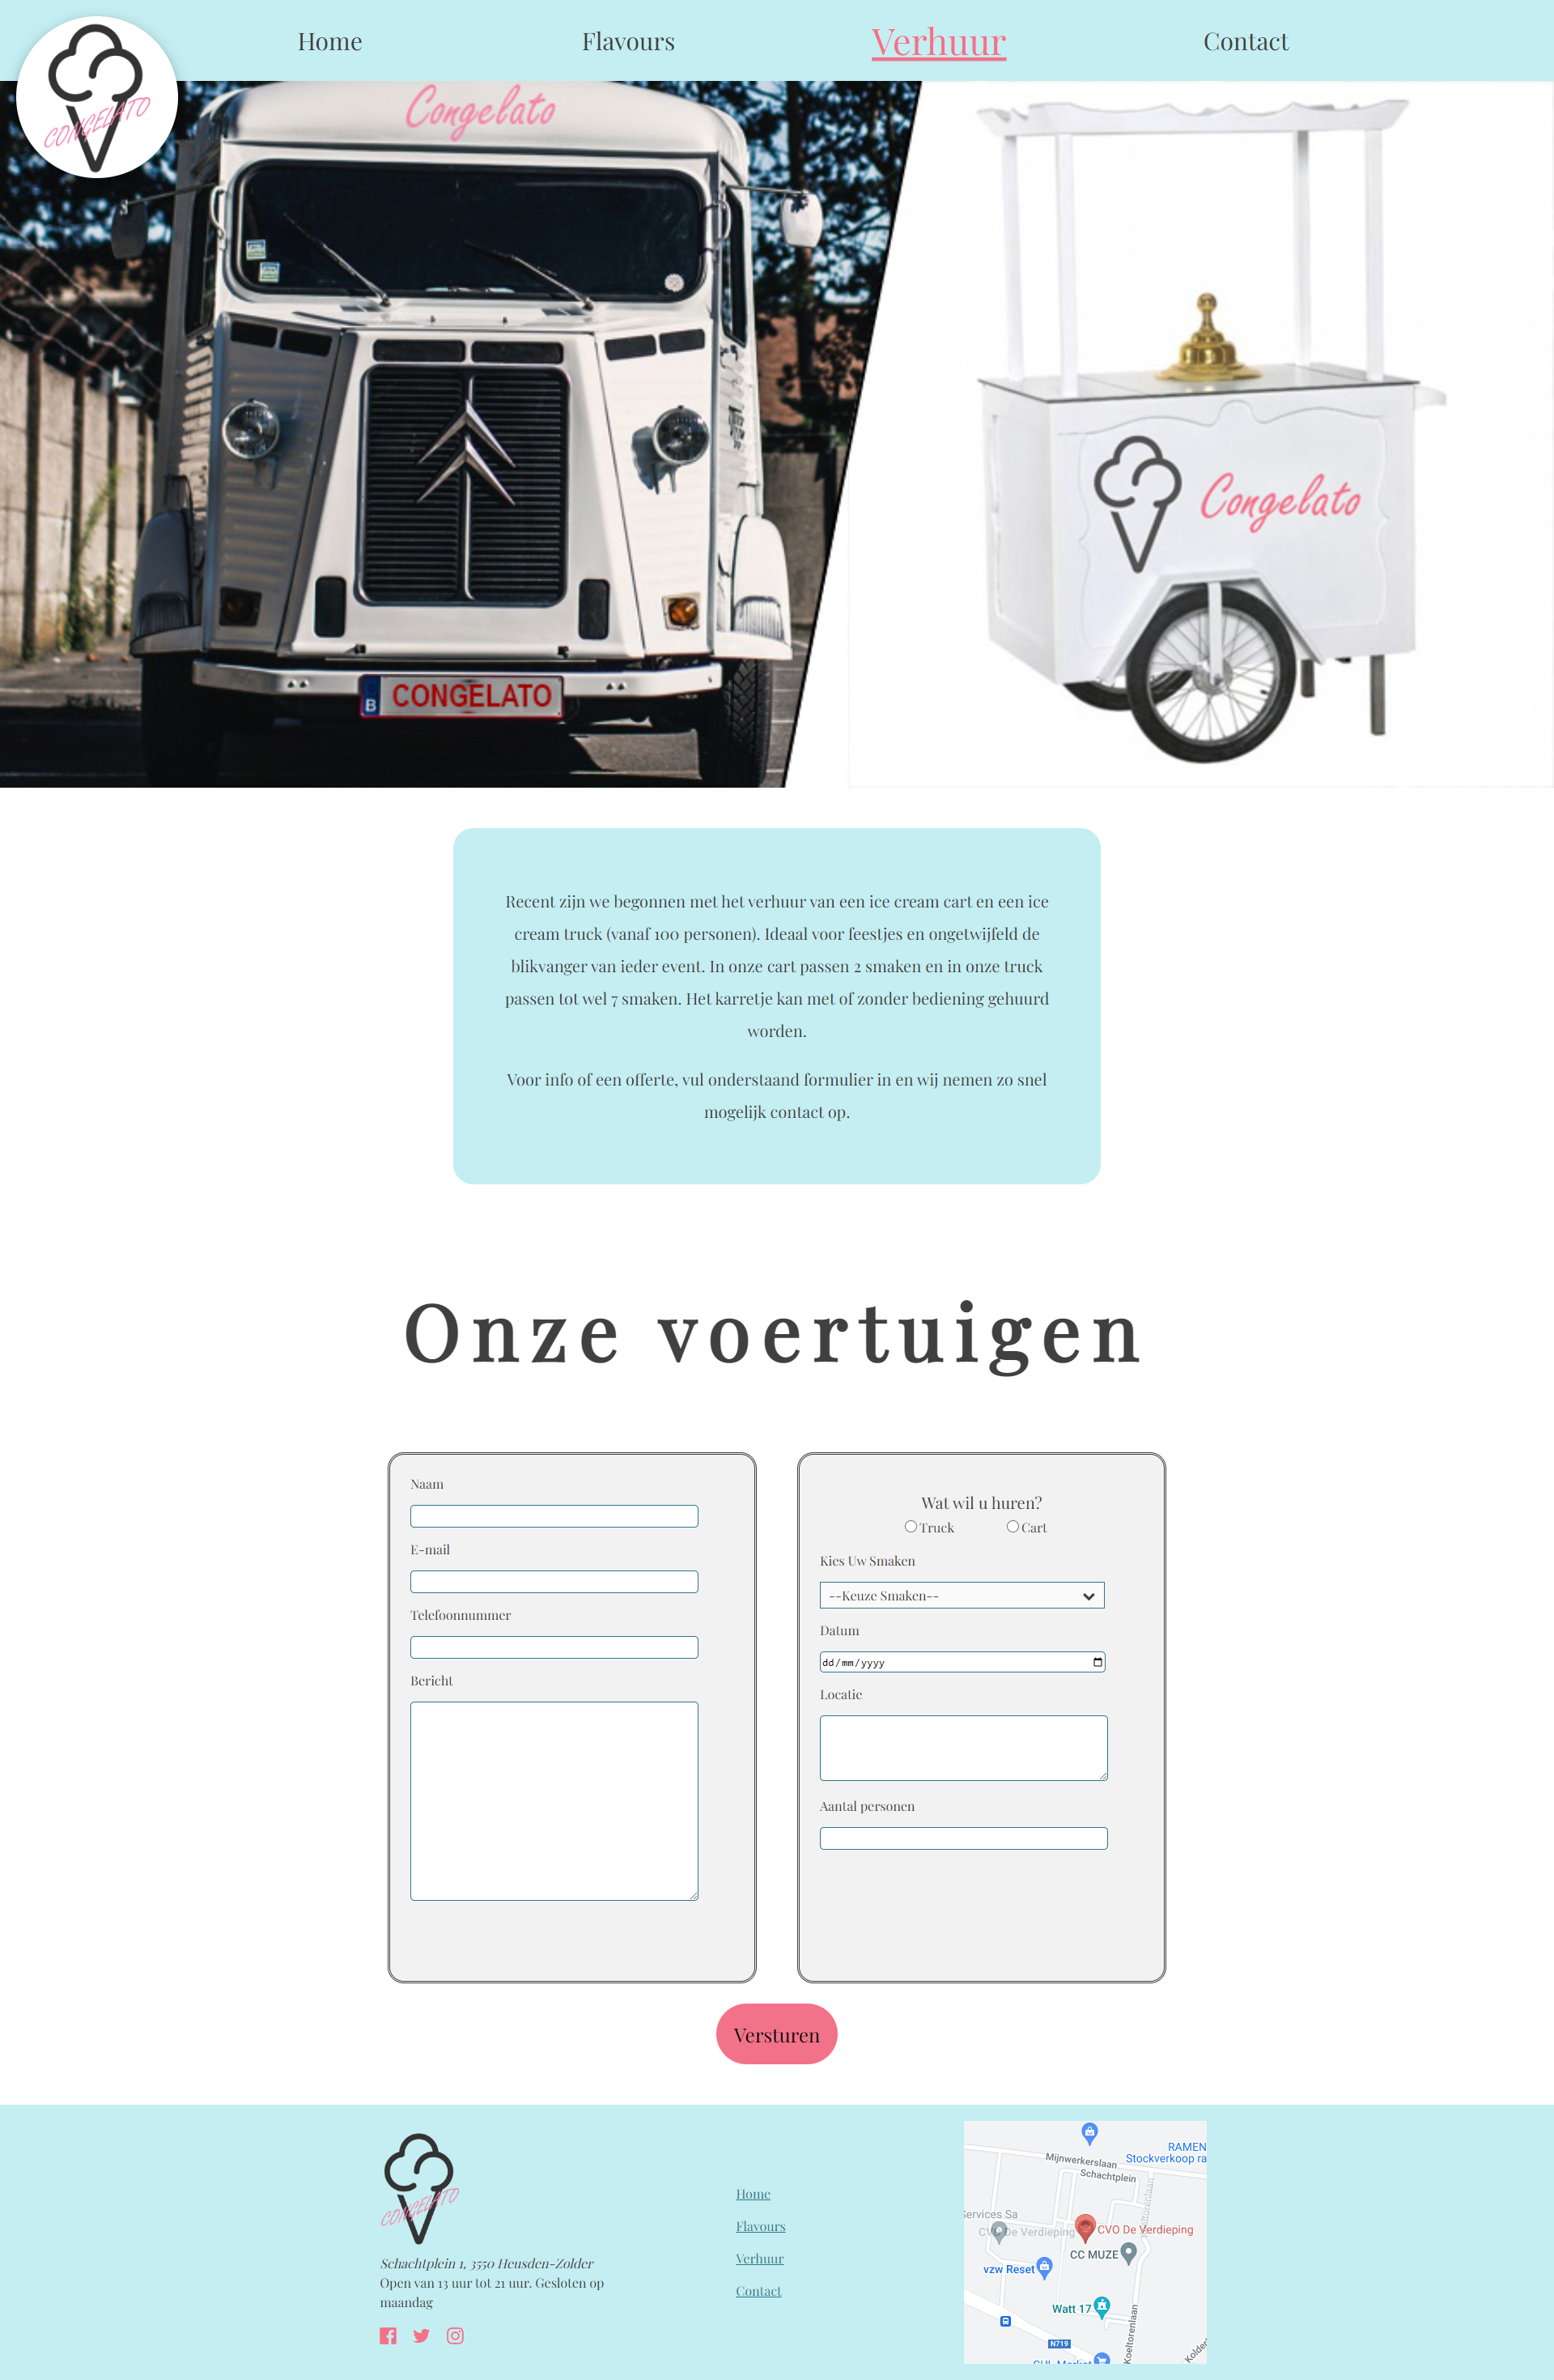 CONGELATO
Home
Flavours
Verhuur
Contact
Congelato
B CONGELATO
Congelato
Recent zijn we begonnen met het verhuur van een ice cream cart en een ice
cream truck (vanaf 100 personen). Ideaal voor feestjes en ongetwijfeld de
blikvanger van ieder event. In onze cart passen 2 smaken en in onze truck
passen tot wel 7 smaken. Het karretje kan met of zonder bediening gehuurd
worden.
Voor info of een offerte, vul onderstaand formulier in en wij nemen zo snel
mogelijk contact op.
Onze voertuigen
Naam
E-mail
Telefoonnummer
Bericht
Wat wil u huren?
Truck
Cart
Kies Uw Smaken
--Keuze Smaken--
Datum
dd/mm/yyyy
Locatie
Aantal personen
Versturen
CONGELATO
Schachtplein 1, 3550 Heusden-Zolder
Open van 13 uur tot 21 uur. Gesloten op
maandag
Home
Flavours
Verhuur
Contact
RAMEN
Stockverkoop ra
Mijnwerkerslaan
Schachtplein
Koeltorenlaan
Services Sa
CVO De Verdieping
CVO De Verdieping
CC MUZE
vzw Reset
Watt 17
N719
Koeltorenlaan